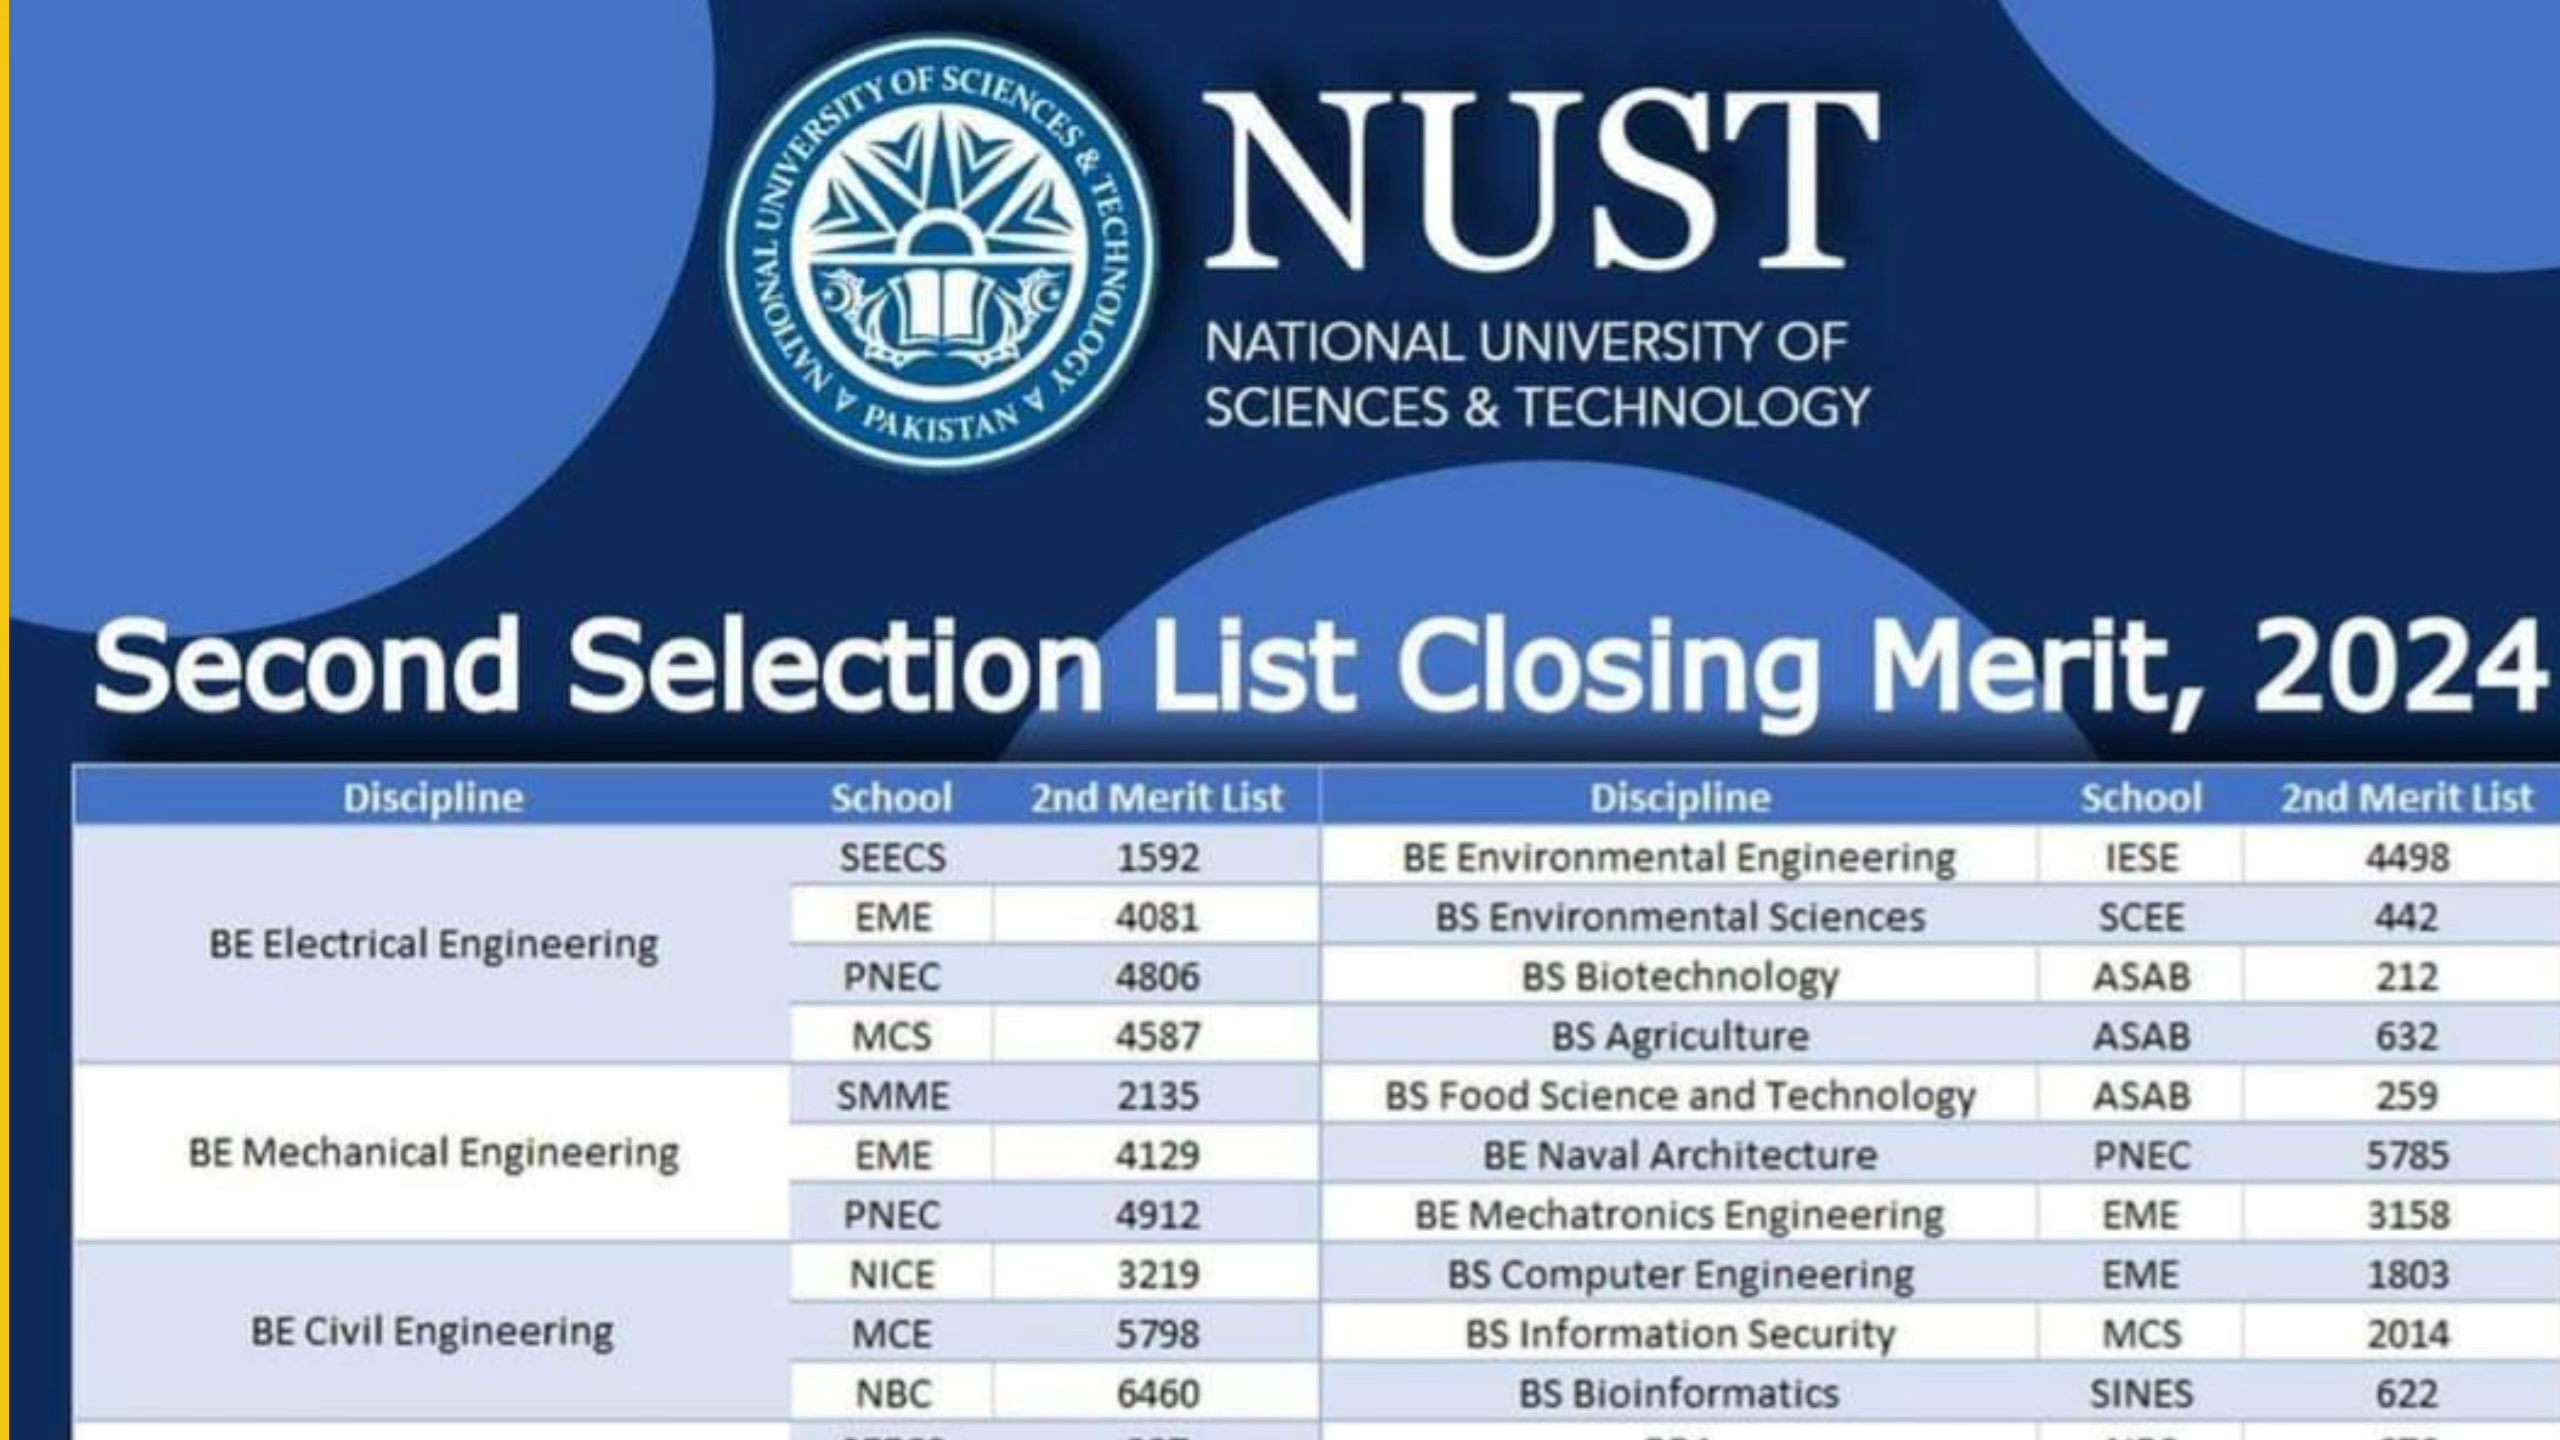 NATIONAL UNIVERSITY OF SCIENCES & TECHNOLOGY
PAKISTAN
NUST
NATIONAL UNIVERSITY OF
SCIENCES & TECHNOLOGY
Second Selection List Closing Merit, 2024
Discipline School 2nd Merit List Discipline School 2nd Merit List
SEECS 1592 BE Environmental Engineering IESE 4498
EME 4081 BS Environmental Sciences SCEE 442
BE Electrical Engineering
PNEC 4806 BS Biotechnology ASAB 212
MCS 4587 BS Agriculture ASAB 632
SMME 2135 BS Food Science and Technology ASAB 259
BE Mechanical Engineering EME 4129 BE Naval Architecture PNEC 5785
PNEC 4912 BE Mechatronics Engineering EME 3158
NICE 3219 BS Computer Engineering EME 1803
BE Civil Engineering MCE 5798 BS Information Security MCS 2014
NBC 6460 BS Bioinformatics SINES 622